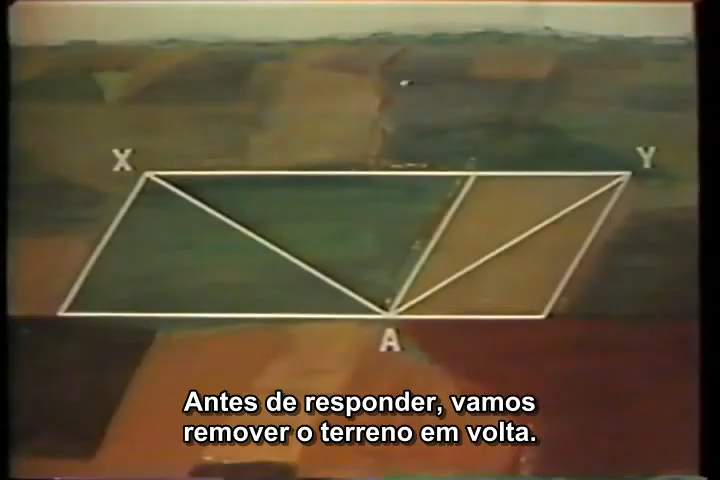 X
Y
A
Antes de responder, vamos
remover o terreno em volta.